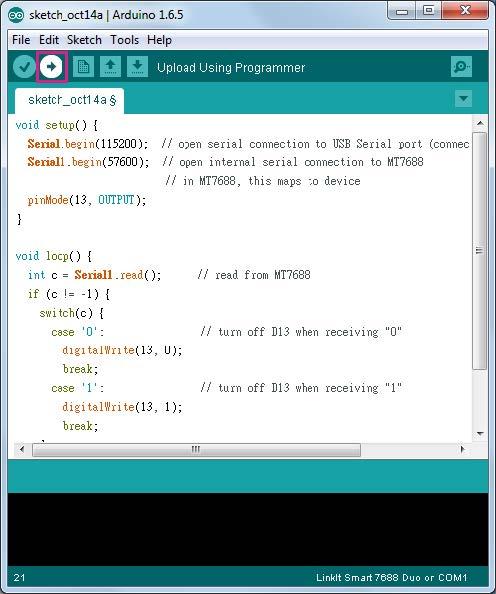 sketch_oct14a | Arduino 1.6.5
File Edit Sketch Tools Help
Upload Using Programmer
sketch_oct14a §
void setup() {
Serial.begin(115200); // open serial connection to USB Serial port (connec
Serial1.begin(57600); // open internal serial connection to MT7688
// in MT7688, this maps to device
pinMode(13, OUTPUT);
}
void loop() {
int c = Serial1.read(); // read from MT7688
if (c != -1) {
switch(c) {
case '0': // turn off D13 when receiving "0"
digitalWrite(13, 0);
break;
case '1': // turn off D13 when receiving "1"
digitalWrite(13, 1);
break;
21
LinkIt Smart 7688 Duo or COM1